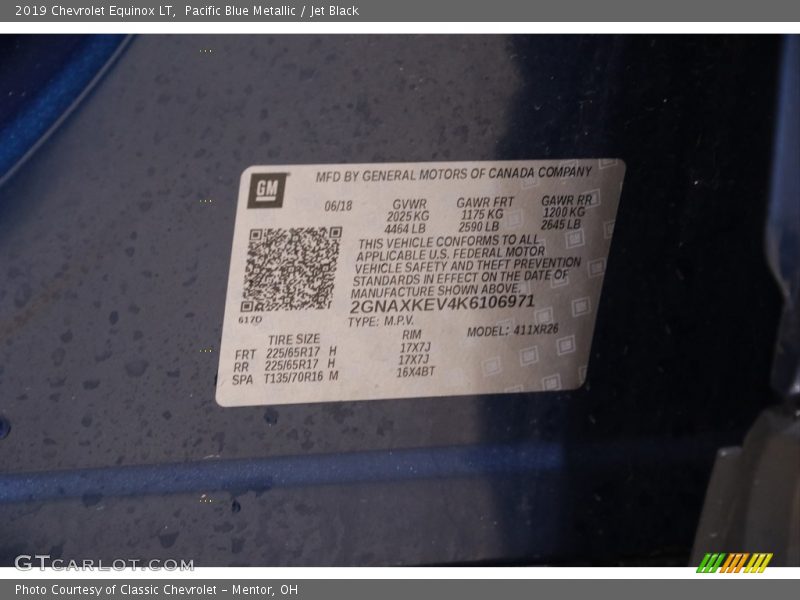 2019 Chevrolet Equinox LT, Pacific Blue Metallic / Jet Black
GM
MFD BY GENERAL MOTORS OF CANADA COMPANY
06/18 GVWR GAWR FRT GAWR RR
2025 KG 1175 KG 1200 KG
4464 LB 2590 LB 2645 LB
THIS VEHICLE CONFORMS TO ALL
APPLICABLE U.S. FEDERAL MOTOR
VEHICLE SAFETY AND THEFT PREVENTION
STANDARDS IN EFFECT ON THE DATE OF
MANUFACTURE SHOWN ABOVE.
2GNAXKEV4K6106971
617D
TYPE: M.P.V. MODEL: 411XR26
TIRE SIZE RIM
FRT 225/65R17 H 17X7J
RR 225/65R17 H 17X7J
SPA T135/70R16 M 16X4BT
GTCARLOT.COM
Photo Courtesy of Classic Chevrolet - Mentor, OH